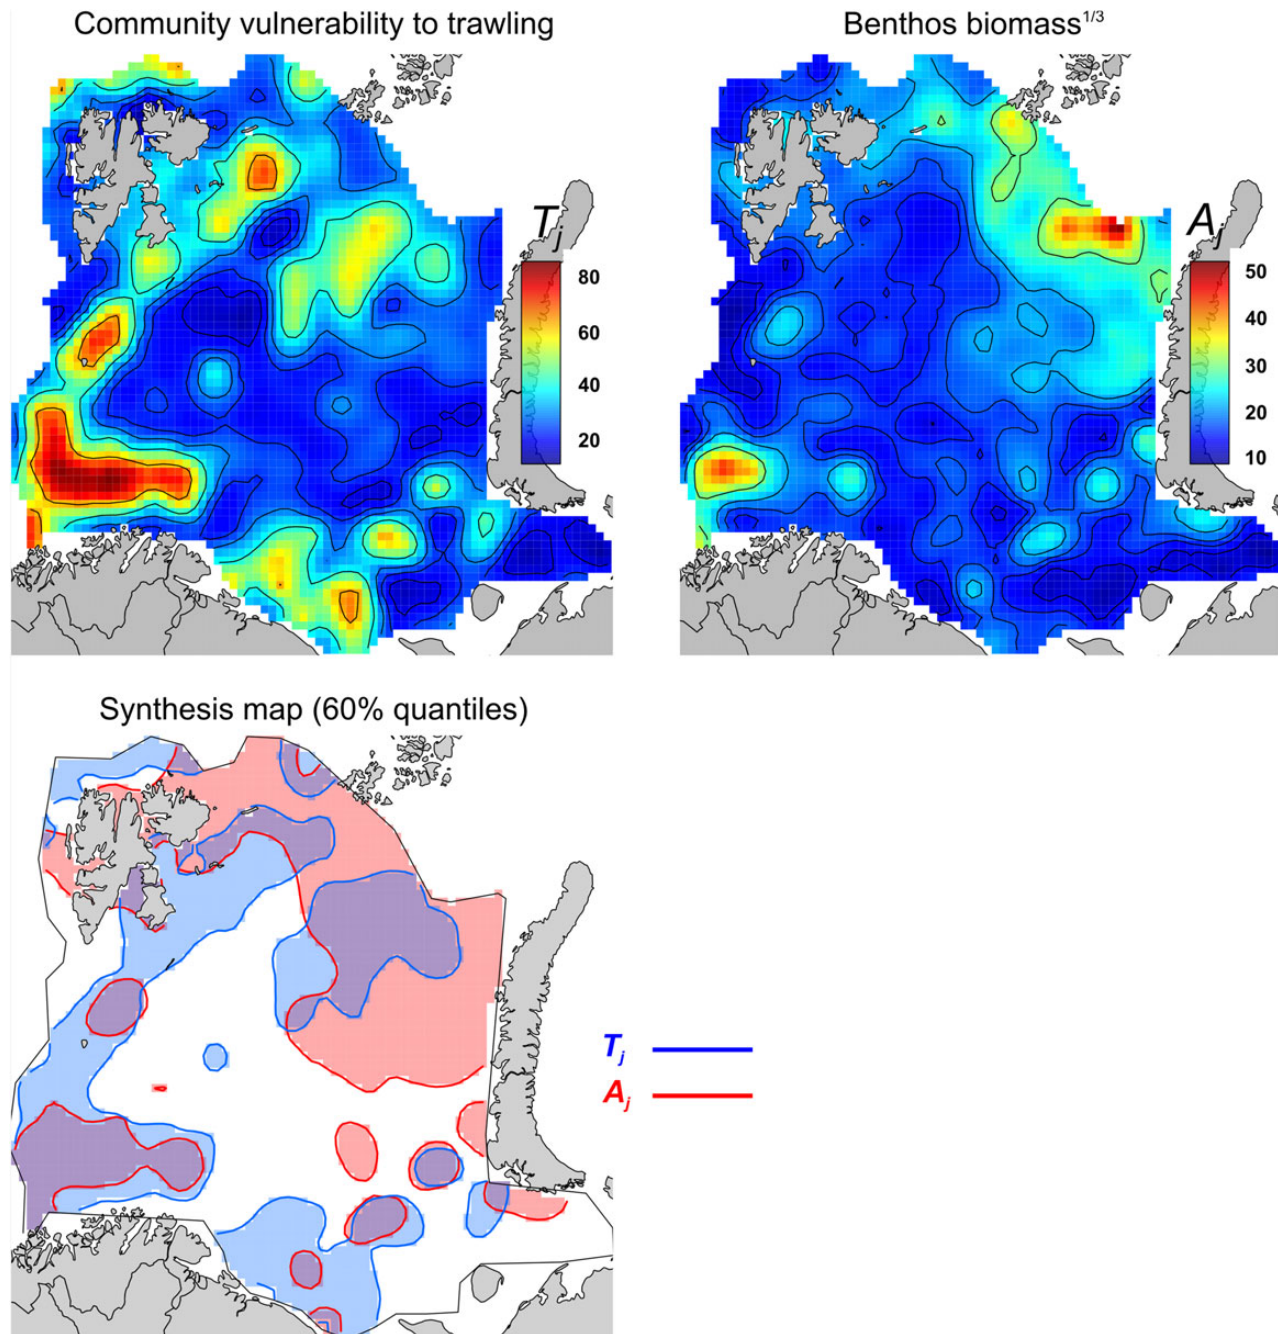 Community vulnerability to trawling
Benthos biomass1/3
Tj
80
60
40
20
Aj
50
40
30
20
10
Synthesis map (60% quantiles)
Tj
Aj